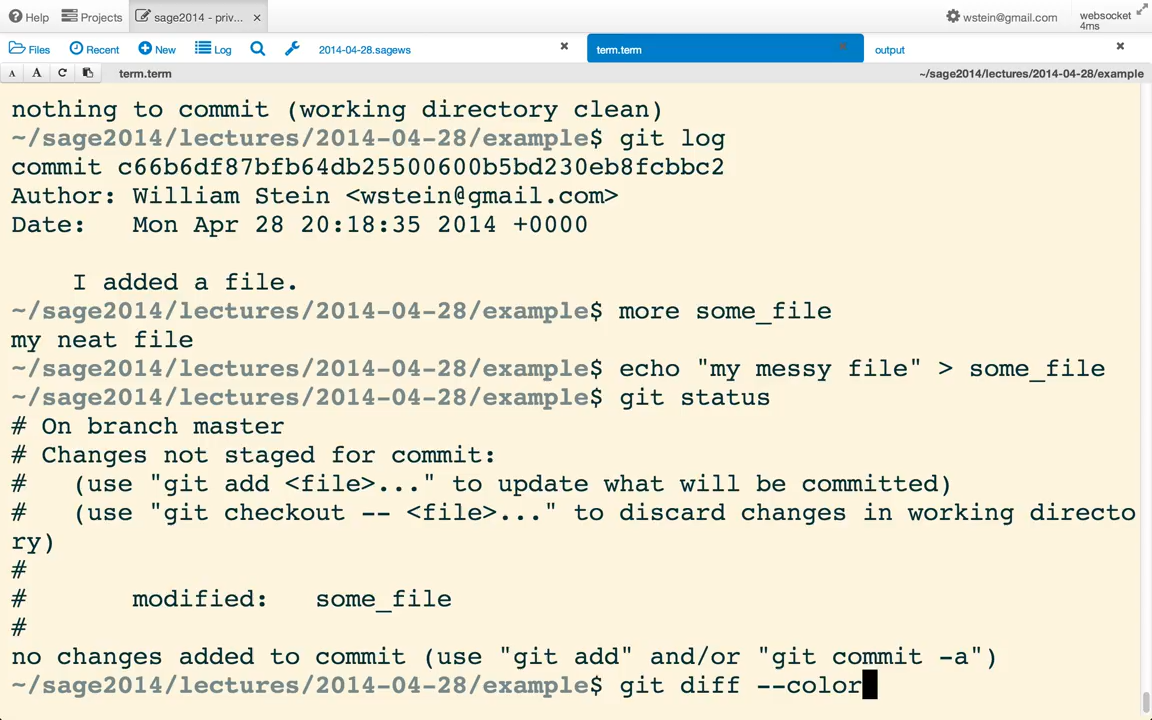 Help Projects sage2014 - priv... × wstein@gmail.com websocket
4ms
Files Recent New Log 2014-04-28.sagews × term.term × output ×
A A term.term ~/sage2014/lectures/2014-04-28/example
nothing to commit (working directory clean)
~/sage2014/lectures/2014-04-28/example$ git log
commit c66b6df87bfb64db25500600b5bd230eb8fcbbc2
Author: William Stein <wstein@gmail.com>
Date:   Mon Apr 28 20:18:35 2014 +0000
    I added a file.
~/sage2014/lectures/2014-04-28/example$ more some_file
my neat file
~/sage2014/lectures/2014-04-28/example$ echo "my messy file" > some_file
~/sage2014/lectures/2014-04-28/example$ git status
# On branch master
# Changes not staged for commit:
#   (use "git add <file>..." to update what will be committed)
#   (use "git checkout -- <file>..." to discard changes in working directo
ry)
#
#       modified:   some_file
#
no changes added to commit (use "git add" and/or "git commit -a")
~/sage2014/lectures/2014-04-28/example$ git diff --color